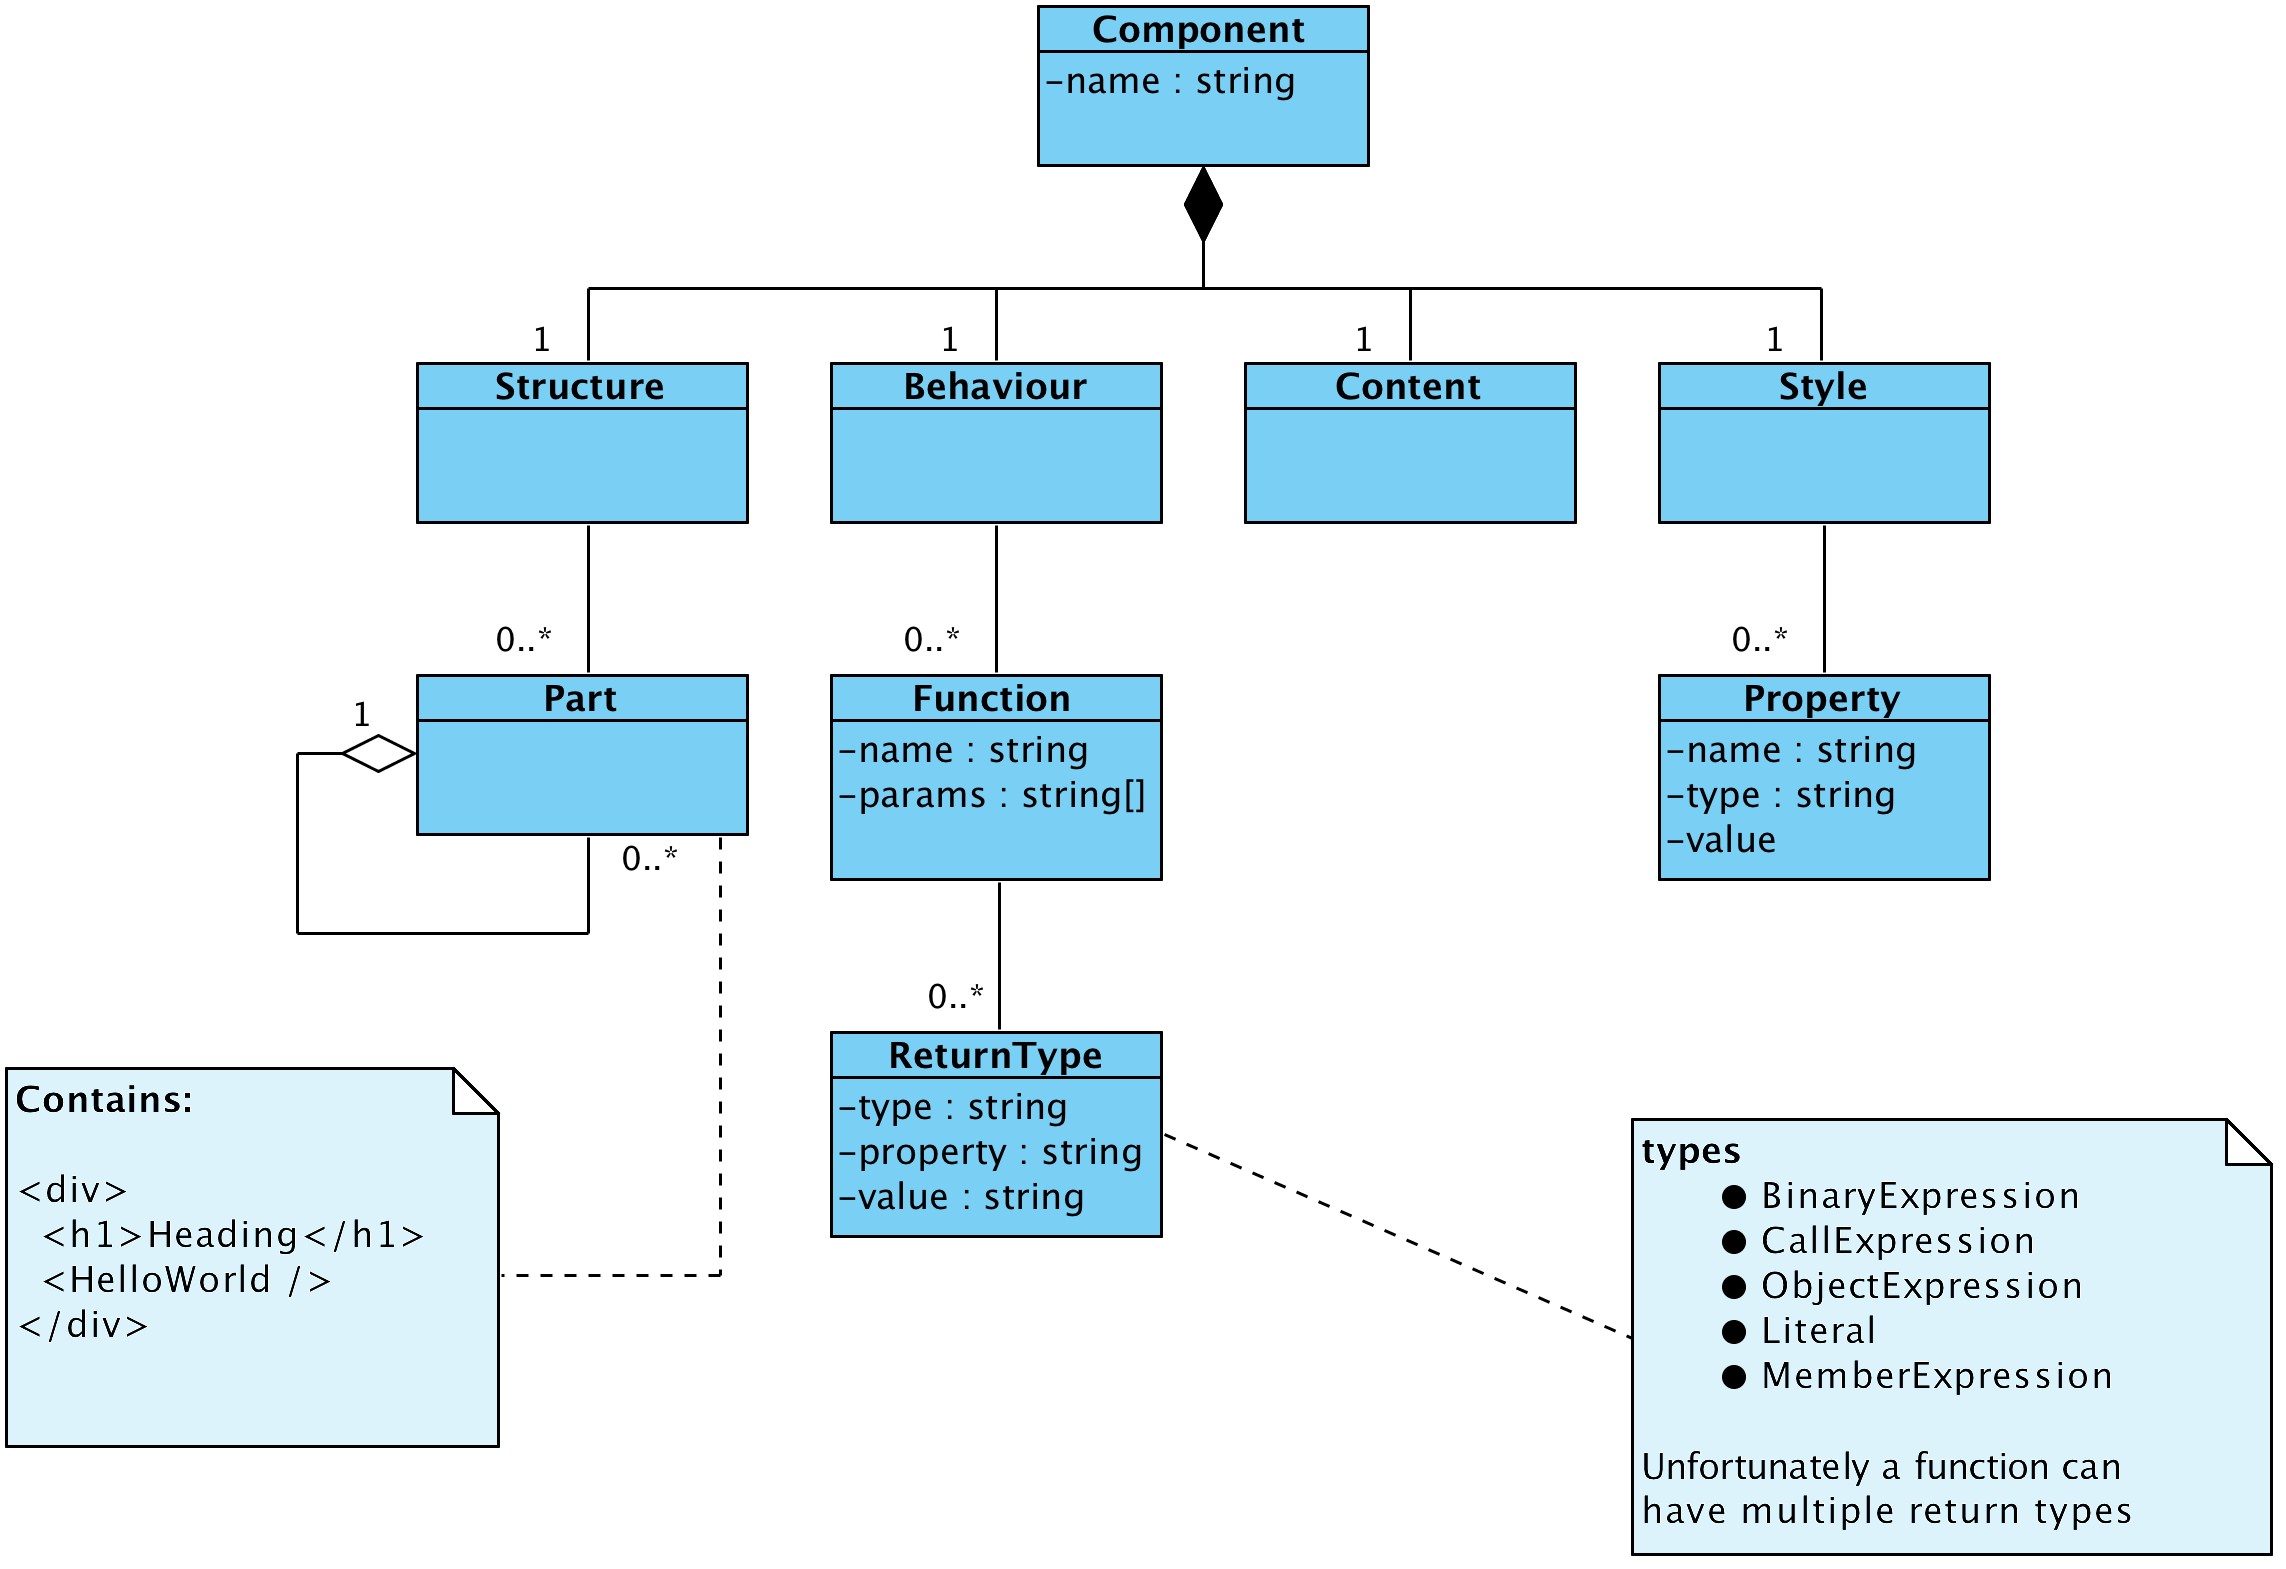 Component
-name : string
1
1
1
1
Structure
Behaviour
Content
Style
0..*
0..*
0..*
Part
Function
Property
1
-name : string
-params : string[]
-name : string
-type : string
-value
0..*
0..*
ReturnType
-type : string
-property : string
-value : string
Contains:
<div>
<h1>Heading</h1>
<HelloWorld />
</div>
types
● BinaryExpression
● CallExpression
● ObjectExpression
● Literal
● MemberExpression
Unfortunately a function can
have multiple return types